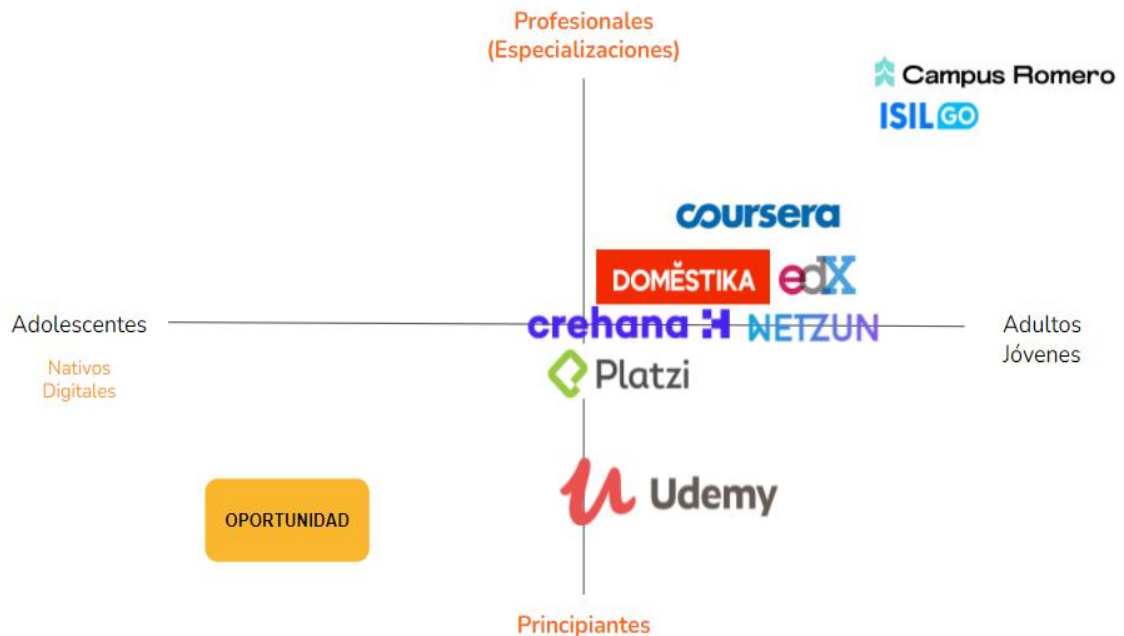 Profesionales
(Especializaciones)
Campus Romero
ISIL GO
coursera
DOMĚSTIKA
edX
Adolescentes
crehana
NETZUN
Adultos
Jóvenes
Nativos
Digitales
Platzi
Udemy
OPORTUNIDAD
Principiantes